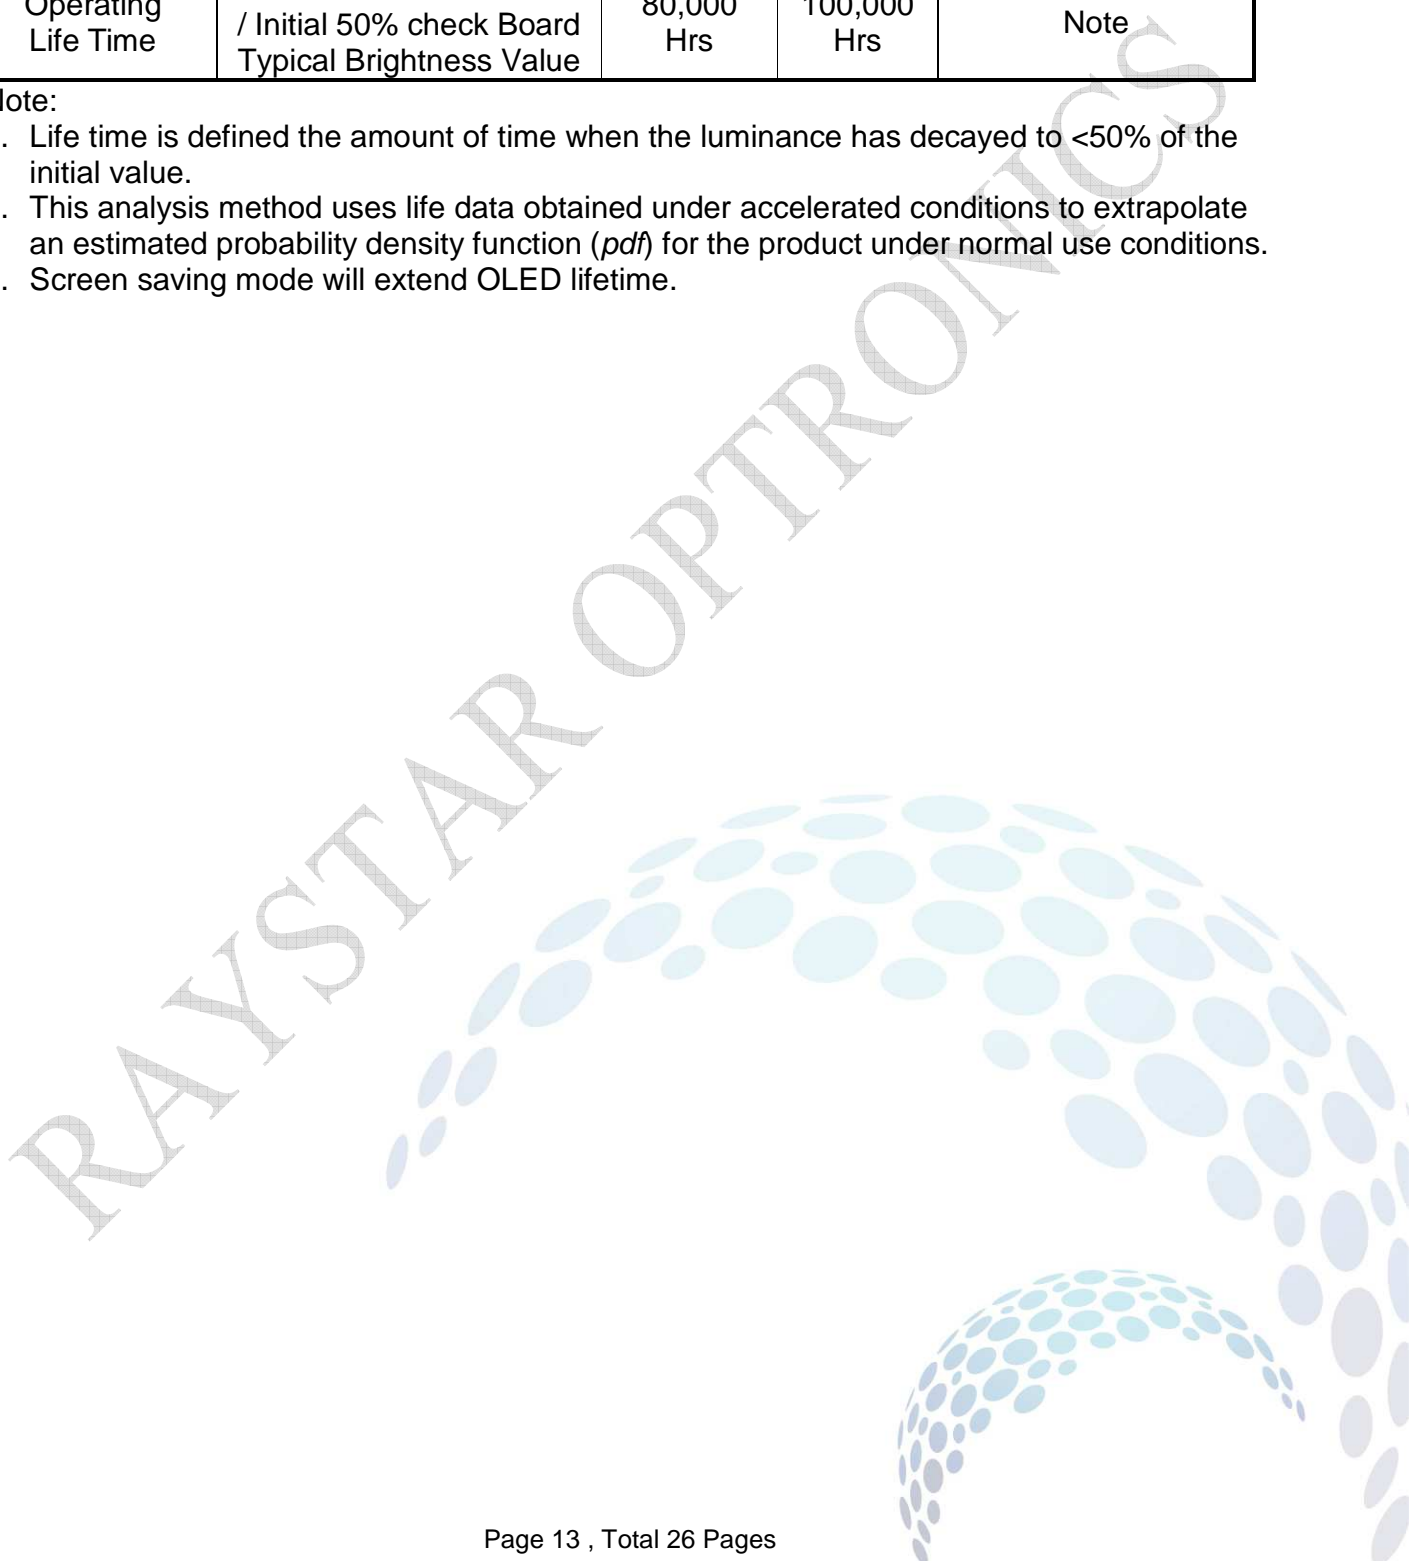 Operating
Life Time
/ Initial 50% check Board
Typical Brightness Value
80,000
Hrs
100,000
Hrs
Note
Note:
. Life time is defined the amount of time when the luminance has decayed to <50% of the
initial value.
. This analysis method uses life data obtained under accelerated conditions to extrapolate
an estimated probability density function (pdf) for the product under normal use conditions.
. Screen saving mode will extend OLED lifetime.
RAYSTAR OPTRONICS
Page 13 , Total 26 Pages